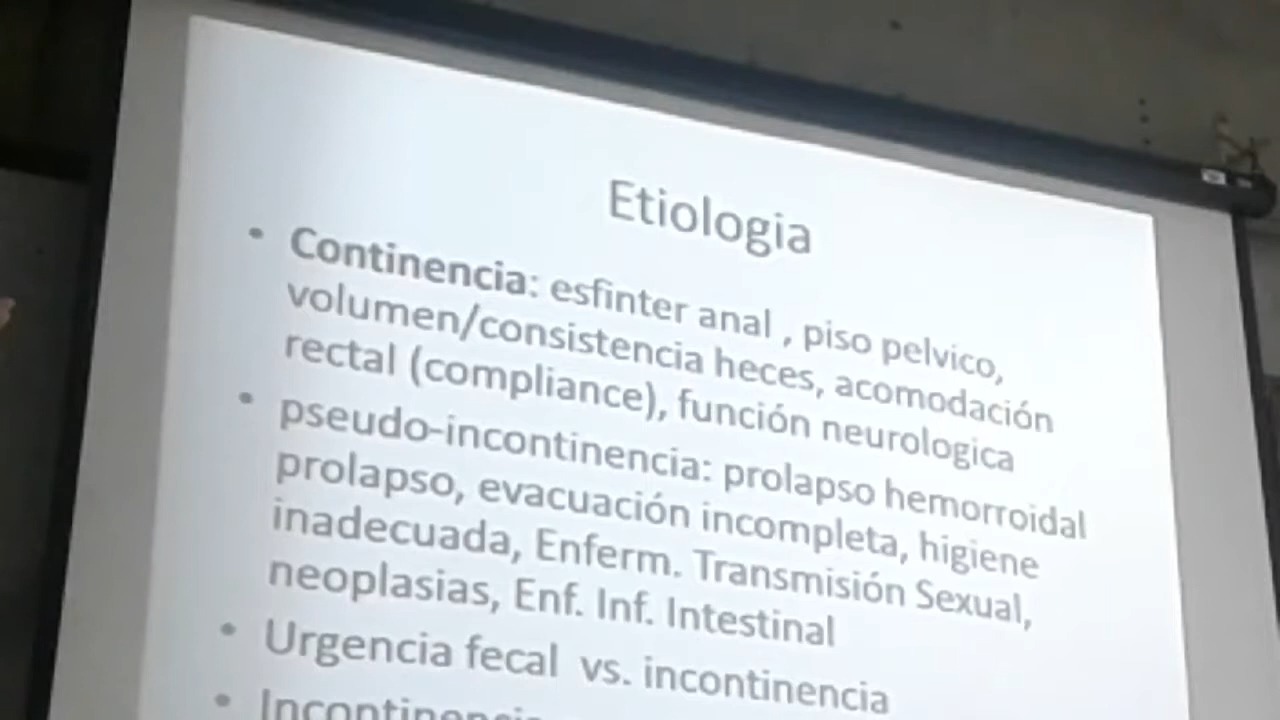 Etiologia
• Continencia: esfinter anal , piso pelvico,
volumen/consistencia heces, acomodación
rectal (compliance), función neurologica
• pseudo-incontinencia: prolapso hemorroidal
prolapso, evacuación incompleta, higiene
inadecuada, Enferm. Transmisión Sexual,
neoplasias, Enf. Inf. Intestinal
• Urgencia fecal vs. incontinencia